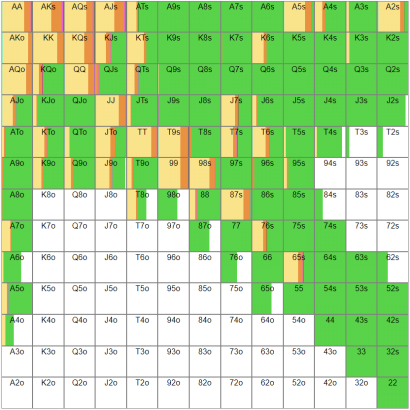 AA AKs AQs AJs ATs A9s A8s A7s A6s A5s A4s A3s A2s
AKo KK KQs KJs KTs K9s K8s K7s K6s K5s K4s K3s K2s
AQo KQo QQ QJs QTs Q9s Q8s Q7s Q6s Q5s Q4s Q3s Q2s
AJo KJo QJo JJ JTs J9s J8s J7s J6s J5s J4s J3s J2s
ATo KTo QTo JTo TT T9s T8s T7s T6s T5s T4s T3s T2s
A9o K9o Q9o J9o T9o 99 98s 97s 96s 95s 94s 93s 92s
A8o K8o Q8o J8o T8o 98o 88 87s 86s 85s 84s 83s 82s
A7o K7o Q7o J7o T7o 97o 87o 77 76s 75s 74s 73s 72s
A6o K6o Q6o J6o T6o 96o 86o 76o 66 65s 64s 63s 62s
A5o K5o Q5o J5o T5o 95o 85o 75o 65o 55 54s 53s 52s
A4o K4o Q4o J4o T4o 94o 84o 74o 64o 54o 44 43s 42s
A3o K3o Q3o J3o T3o 93o 83o 73o 63o 53o 43o 33 32s
A2o K2o Q2o J2o T2o 92o 82o 72o 62o 52o 42o 32o 22